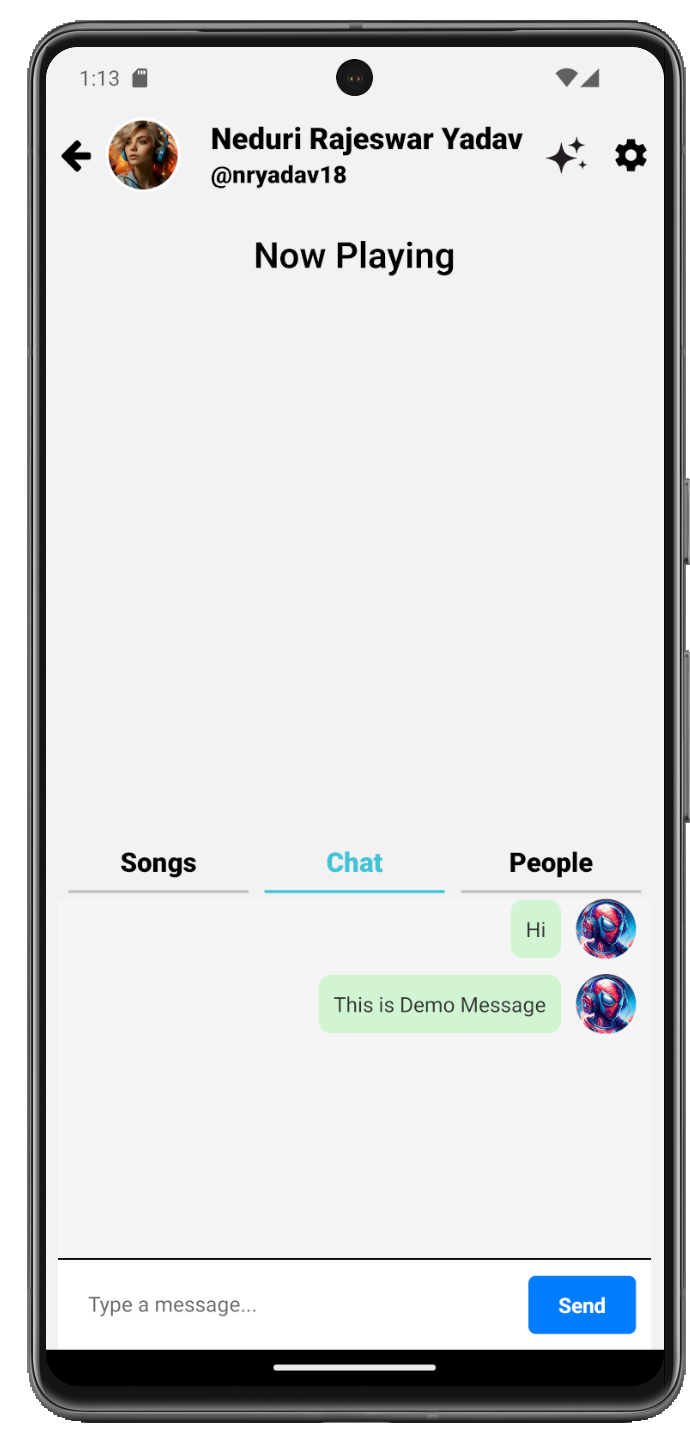 1:13
Neduri Rajeswar Yadav
@nryadav18
Now Playing
Songs Chat People
Hi
This is Demo Message
Type a message... Send